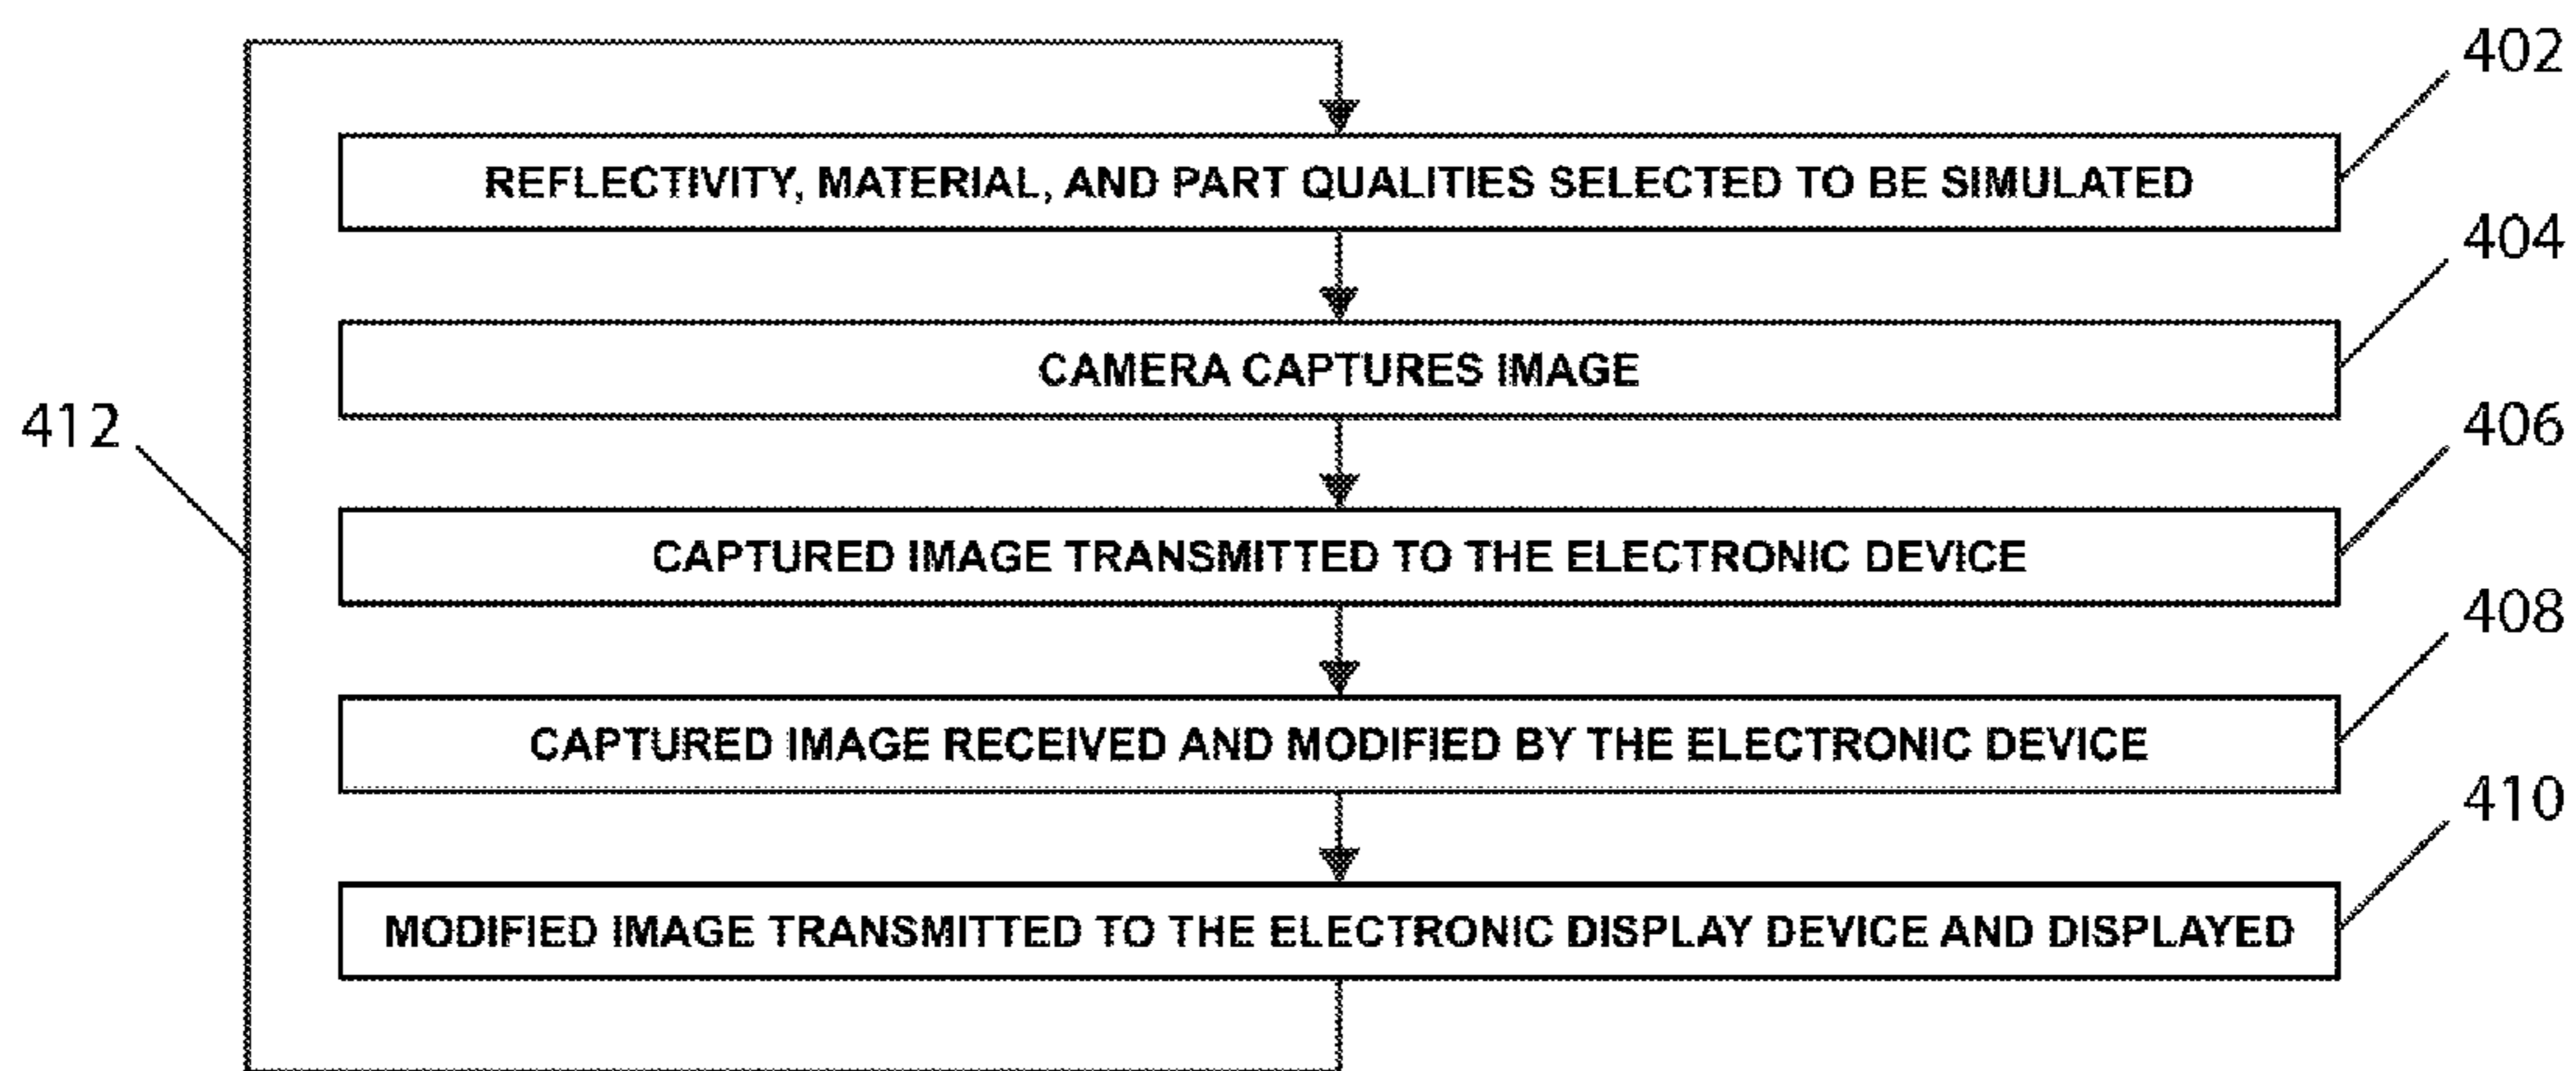 402
REFLECTIVITY, MATERIAL, AND PART QUALITIES SELECTED TO BE SIMULATED
404
CAMERA CAPTURES IMAGE
412
406
CAPTURED IMAGE TRANSMITTED TO THE ELECTRONIC DEVICE
408
CAPTURED IMAGE RECEIVED AND MODIFIED BY THE ELECTRONIC DEVICE
410
MODIFIED IMAGE TRANSMITTED TO THE ELECTRONIC DISPLAY DEVICE AND DISPLAYED